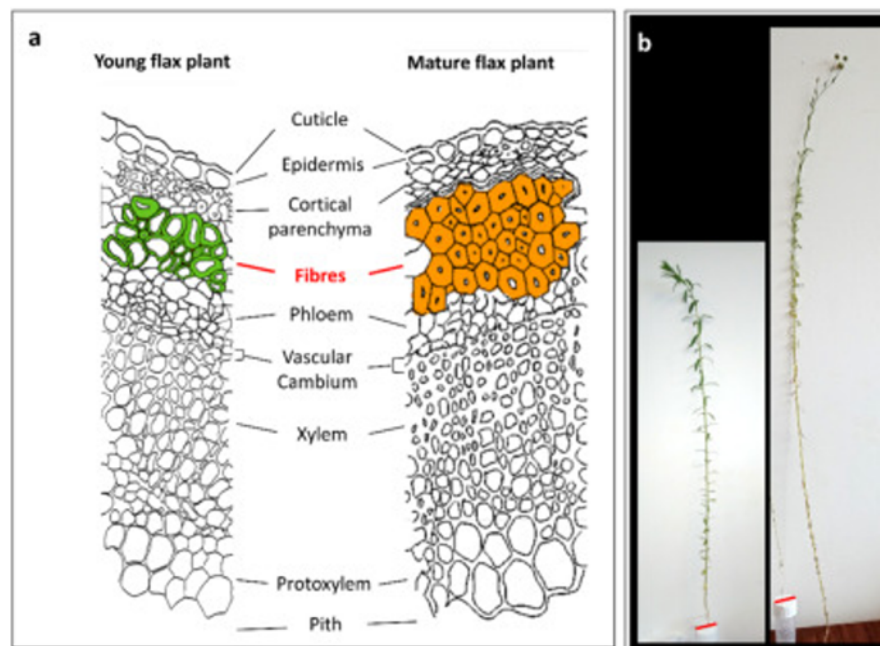 a
Young flax plant
Mature flax plant
Cuticle
Epidermis
Cortical
parenchyma
Fibres
Phloem
Vascular
Cambium
Xylem
Protoxylem
Pith
b